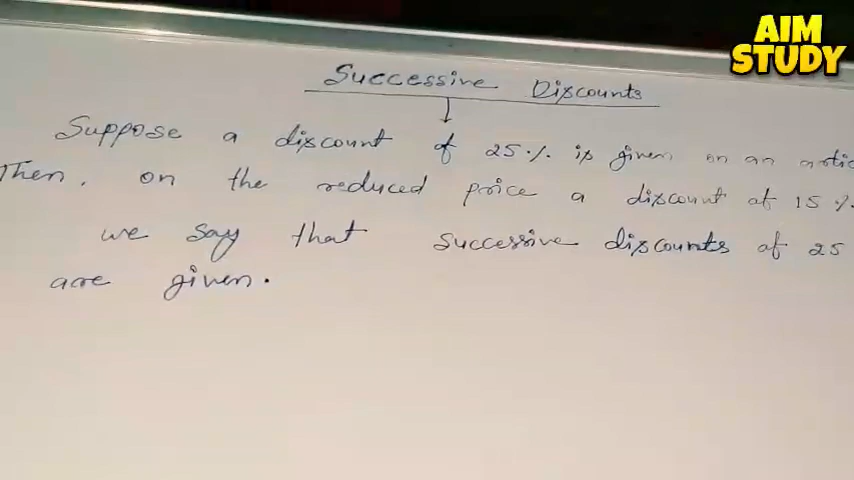 AIM
STUDY
Successive Discounts
Suppose a discount of 25% is given on an artic
Then, on the reduced price a discount of 15%
we say that successive discounts of 25
are given.